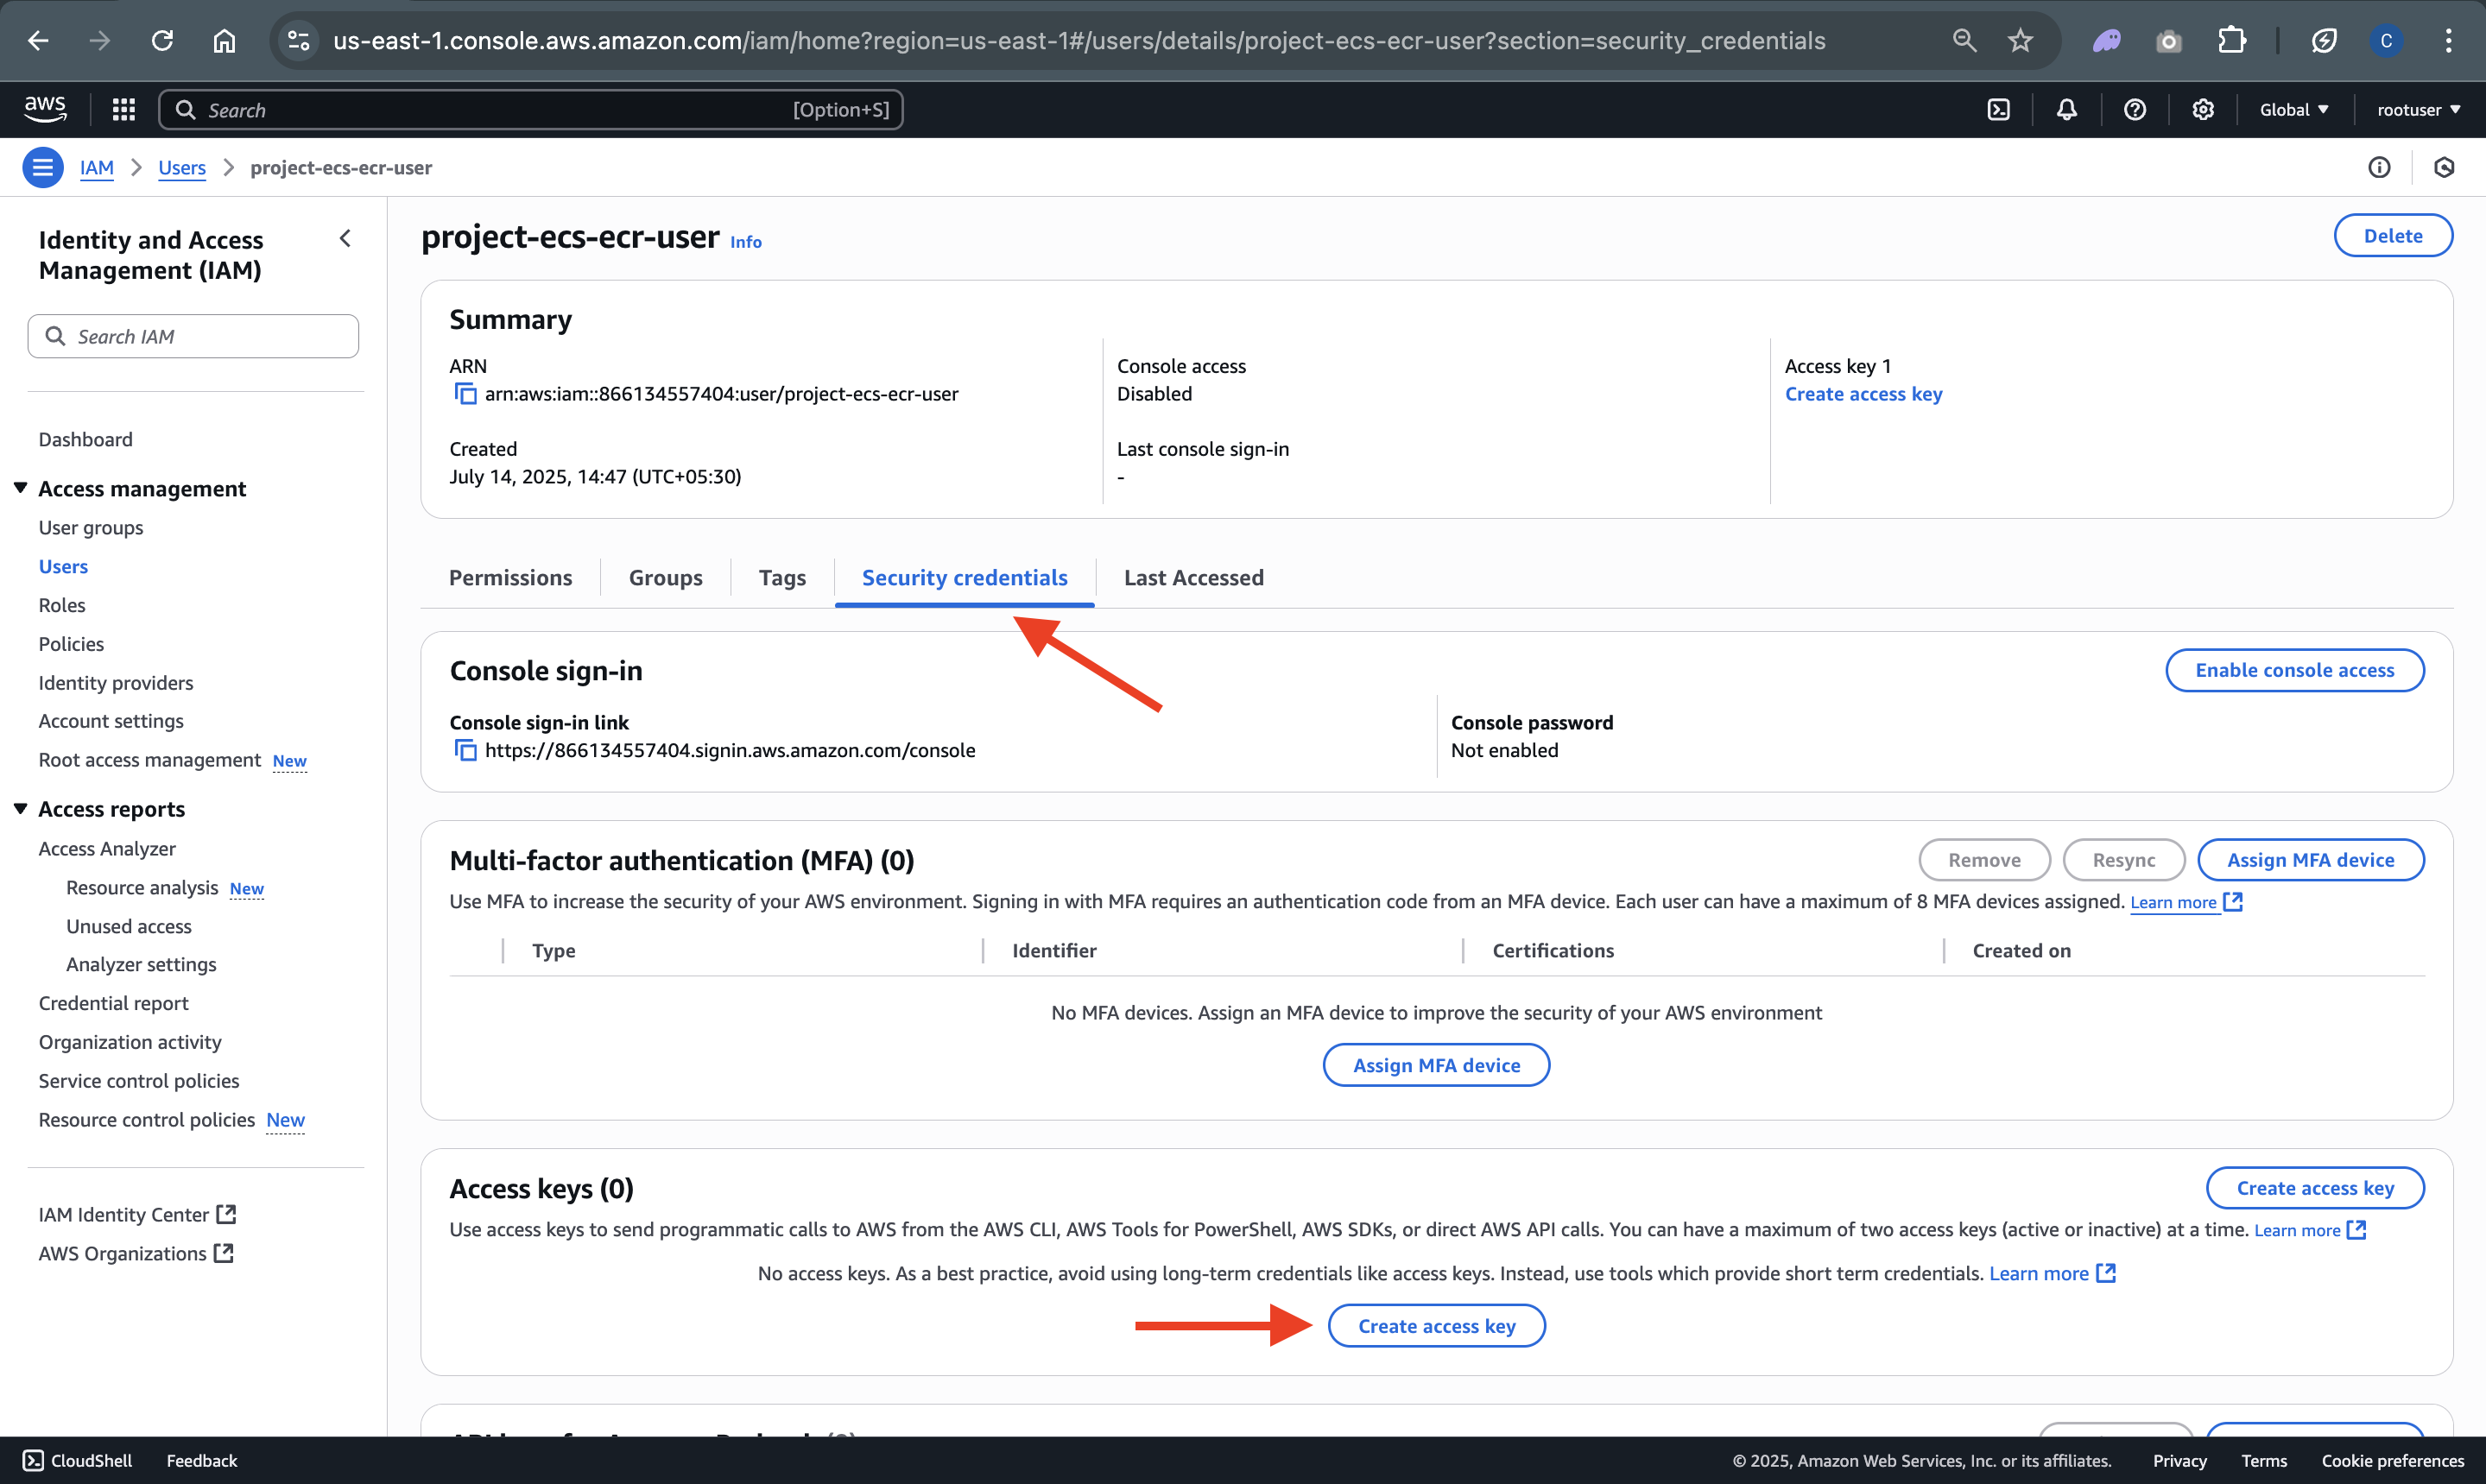 us-east-1.console.aws.amazon.com/iam/home?region=us-east-1#/users/details/project-ecs-ecr-user?section=security_credentials
C
aws
Search
[Option+S]
Global
rootuser
IAM
Users
project-ecs-ecr-user
Identity and Access
Management (IAM)
Search IAM
Dashboard
Access management
User groups
Users
Roles
Policies
Identity providers
Account settings
Root access management New
Access reports
Access Analyzer
Resource analysis New
Unused access
Analyzer settings
Credential report
Organization activity
Service control policies
Resource control policies New
IAM Identity Center
AWS Organizations
project-ecs-ecr-user Info
Delete
Summary
ARN
arn:aws:iam::866134557404:user/project-ecs-ecr-user
Created
July 14, 2025, 14:47 (UTC+05:30)
Console access
Disabled
Last console sign-in
-
Access key 1
Create access key
Permissions
Groups
Tags
Security credentials
Last Accessed
Console sign-in
Enable console access
Console sign-in link
https://866134557404.signin.aws.amazon.com/console
Console password
Not enabled
Multi-factor authentication (MFA) (0)
Remove
Resync
Assign MFA device
Use MFA to increase the security of your AWS environment. Signing in with MFA requires an authentication code from an MFA device. Each user can have a maximum of 8 MFA devices assigned. Learn more
Type
Identifier
Certifications
Created on
No MFA devices. Assign an MFA device to improve the security of your AWS environment
Assign MFA device
Access keys (0)
Create access key
Use access keys to send programmatic calls to AWS from the AWS CLI, AWS Tools for PowerShell, AWS SDKs, or direct AWS API calls. You can have a maximum of two access keys (active or inactive) at a time. Learn more
No access keys. As a best practice, avoid using long-term credentials like access keys. Instead, use tools which provide short term credentials. Learn more
Create access key
CloudShell
Feedback
© 2025, Amazon Web Services, Inc. or its affiliates.
Privacy
Terms
Cookie preferences